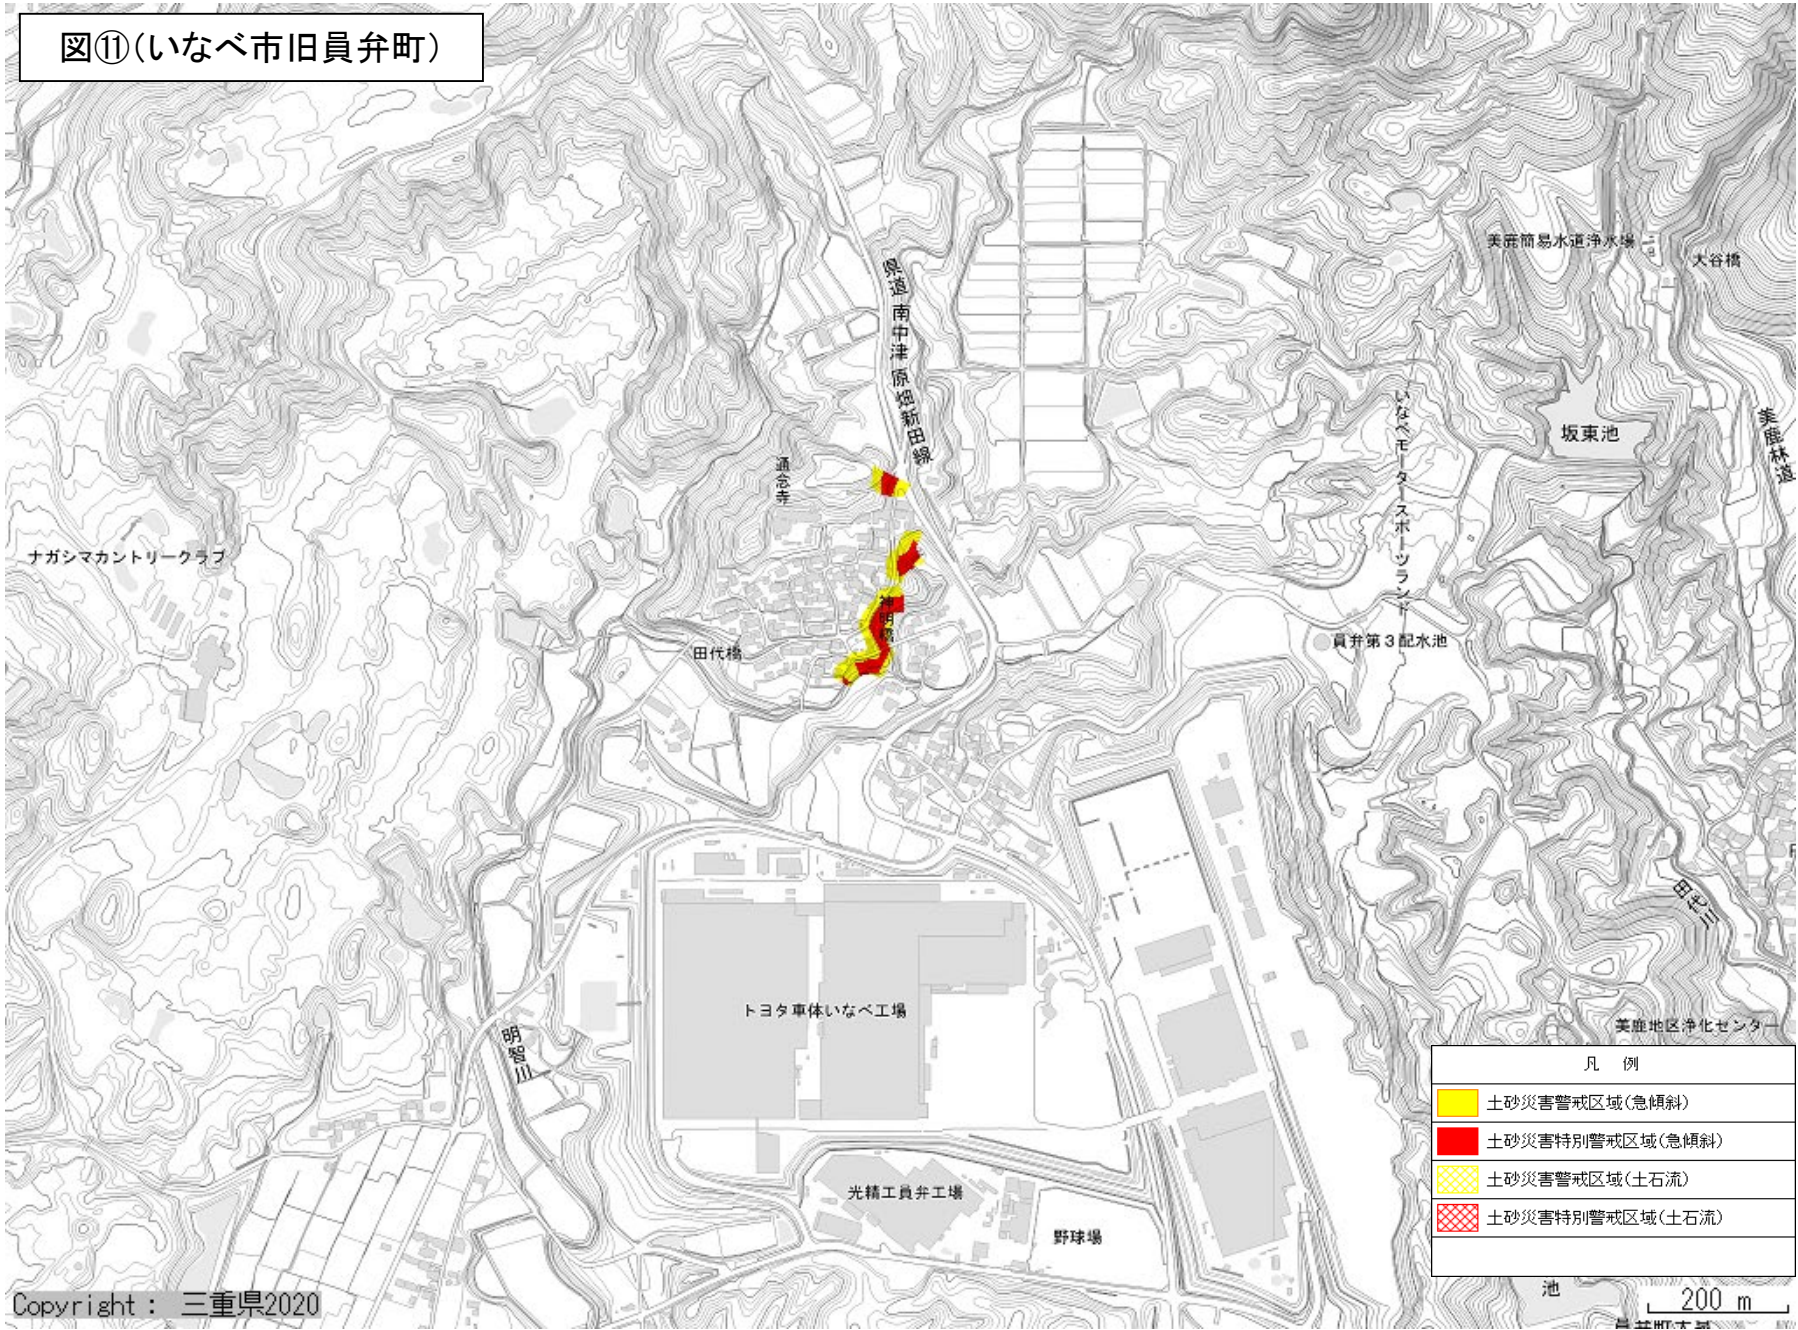 図⑪(いなべ市旧員弁町)
美鹿簡易水道浄水場
大谷橋
県道 南中津原畑新田線
いなべモータースポーツランド
坂東池
美鹿林道
通念寺
ナガシマカントリークラブ
神明橋
田代橋
員弁第3配水池
田代川
トヨタ車体いなべ工場
明智川
美鹿地区浄化センター
凡 例
土砂災害警戒区域(急傾斜)
土砂災害特別警戒区域(急傾斜)
土砂災害警戒区域(土石流)
土砂災害特別警戒区域(土石流)
光精工員弁工場
野球場
池
200 m
Copyright : 三重県2020